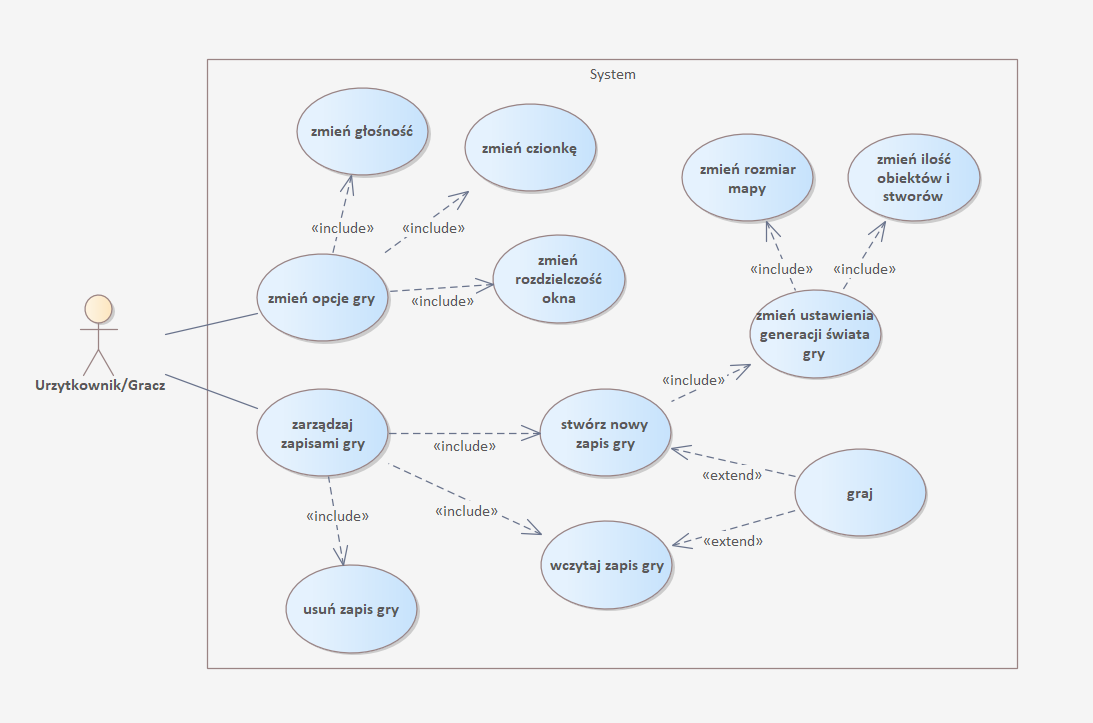 System
zmień głośność
zmień czionkę
zmień rozmiar
mapy
zmień ilość
obiektów i
stworów
«include»
«include»
«include»
«include»
zmień opcje gry
«include»
zmień
rozdzielczość
okna
zmień ustawienia
generacji świata
gry
Urzytkownik/Gracz
«include»
zarządzaj
zapisami gry
«include»
stwórz nowy
zapis gry
«extend»
graj
«include»
«include»
«extend»
wczytaj zapis gry
usuń zapis gry